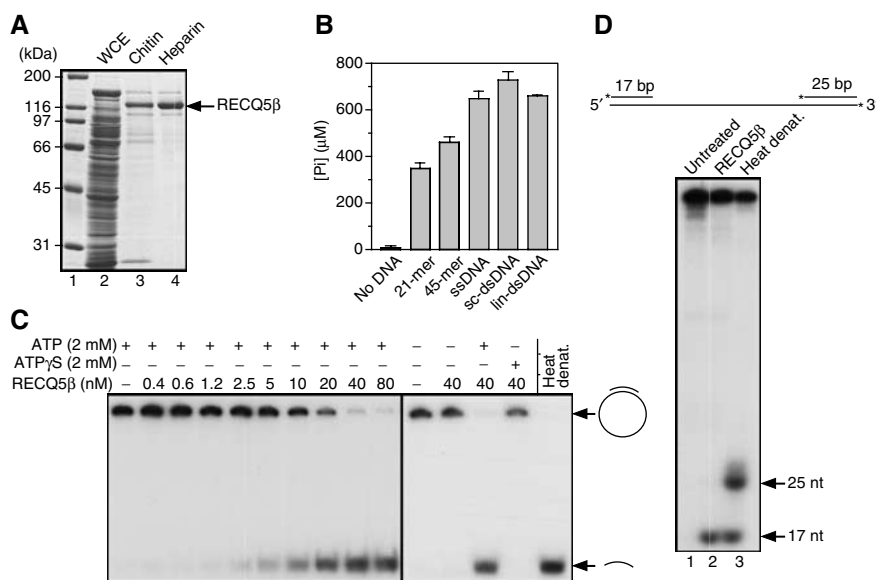 A
(kDa)
WCE
Chitin
Heparin
200
116
97
66
45
31
RECQ5β
1 2 3 4
B
[Pi] (μM)
800
600
400
200
0
No DNA
21-mer
45-mer
ssDNA
sc-dsDNA
lin-dsDNA
C
ATP (2 mM) + + + + + + + + + + – – + –
ATPγS (2 mM) – – – – – – – – – – – – – +
RECQ5β (nM) – 0.4 0.6 1.2 2.5 5 10 20 40 80 – 40 40 40
Heat
denat.
D
17 bp
25 bp
5′ * * * 3
Untreated
RECQ5β
Heat denat.
25 nt
17 nt
1 2 3